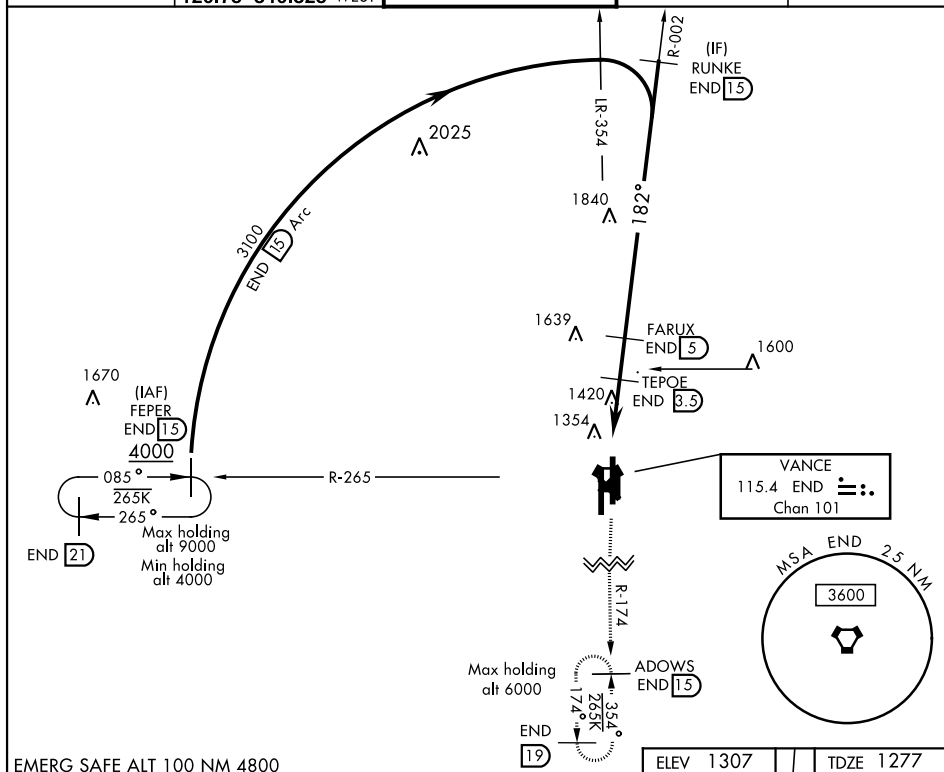 R-002
(IF)
RUNKE
END 15
LR-354
2025
1840
182°
3100
END 15 Arc
1639
FARUX
END 5
1600
1670
(IAF)
FEPER
END 15
4000
1420
TEPOE
END 3.5
1354
085°
265K
265°
R-265
VANCE
115.4 END
Chan 101
Max holding
alt 9000
Min holding
alt 4000
END 21
MSA END 25 NM
3600
R-174
Max holding
alt 6000
ADOWS
END 15
174°
265K
354°
END
19
EMERG SAFE ALT 100 NM 4800
ELEV 1307
TDZE 1277